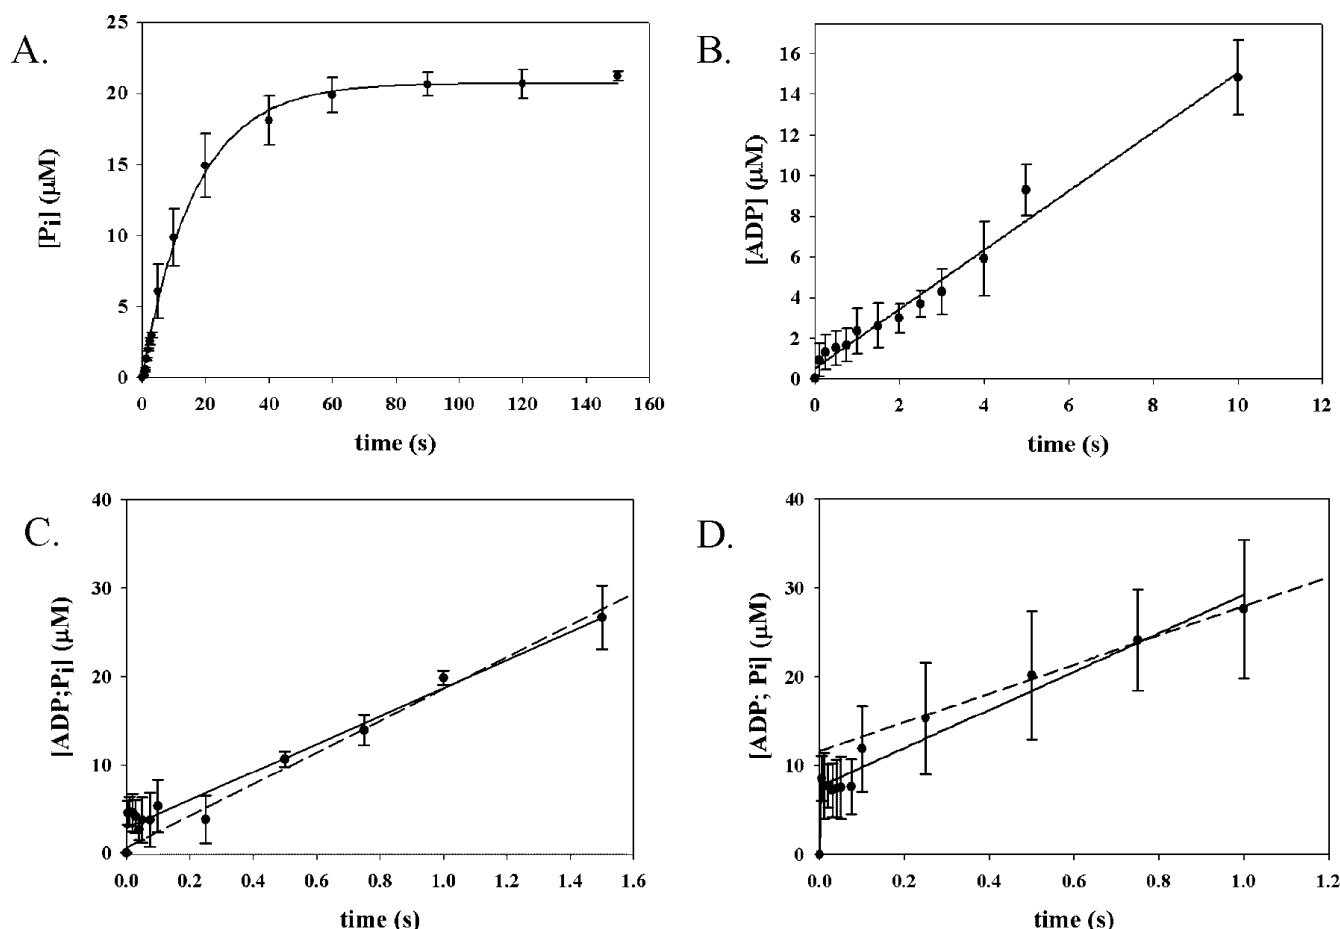 A.
25
20
15
10
5
0
[Pi] (μM)
0 20 40 60 80 100 120 140 160
time (s)
B.
16
14
12
10
8
6
4
2
0
[ADP] (μM)
0 2 4 6 8 10 12
time (s)
C.
40
30
20
10
0
[ADP;Pi] (μM)
0.0 0.2 0.4 0.6 0.8 1.0 1.2 1.4 1.6
time (s)
D.
40
30
20
10
0
[ADP; Pi] (μM)
0.0 0.2 0.4 0.6 0.8 1.0 1.2
time (s)